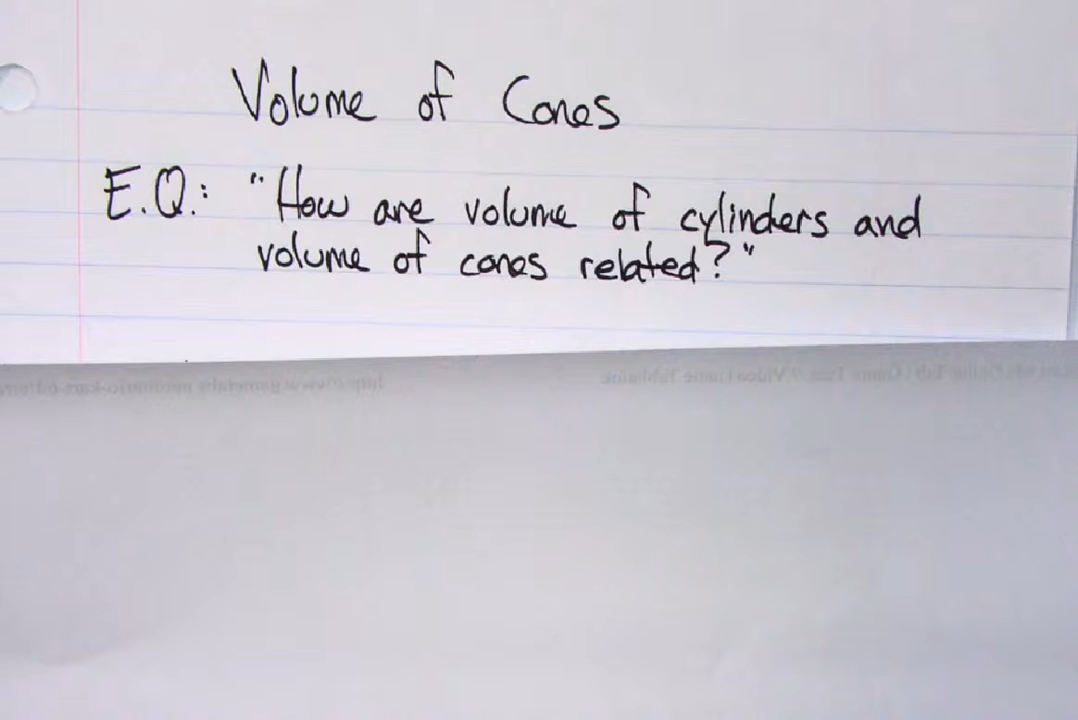 Volume of Cones
E.Q.: "How are volume of cylinders and
volume of cones related?"